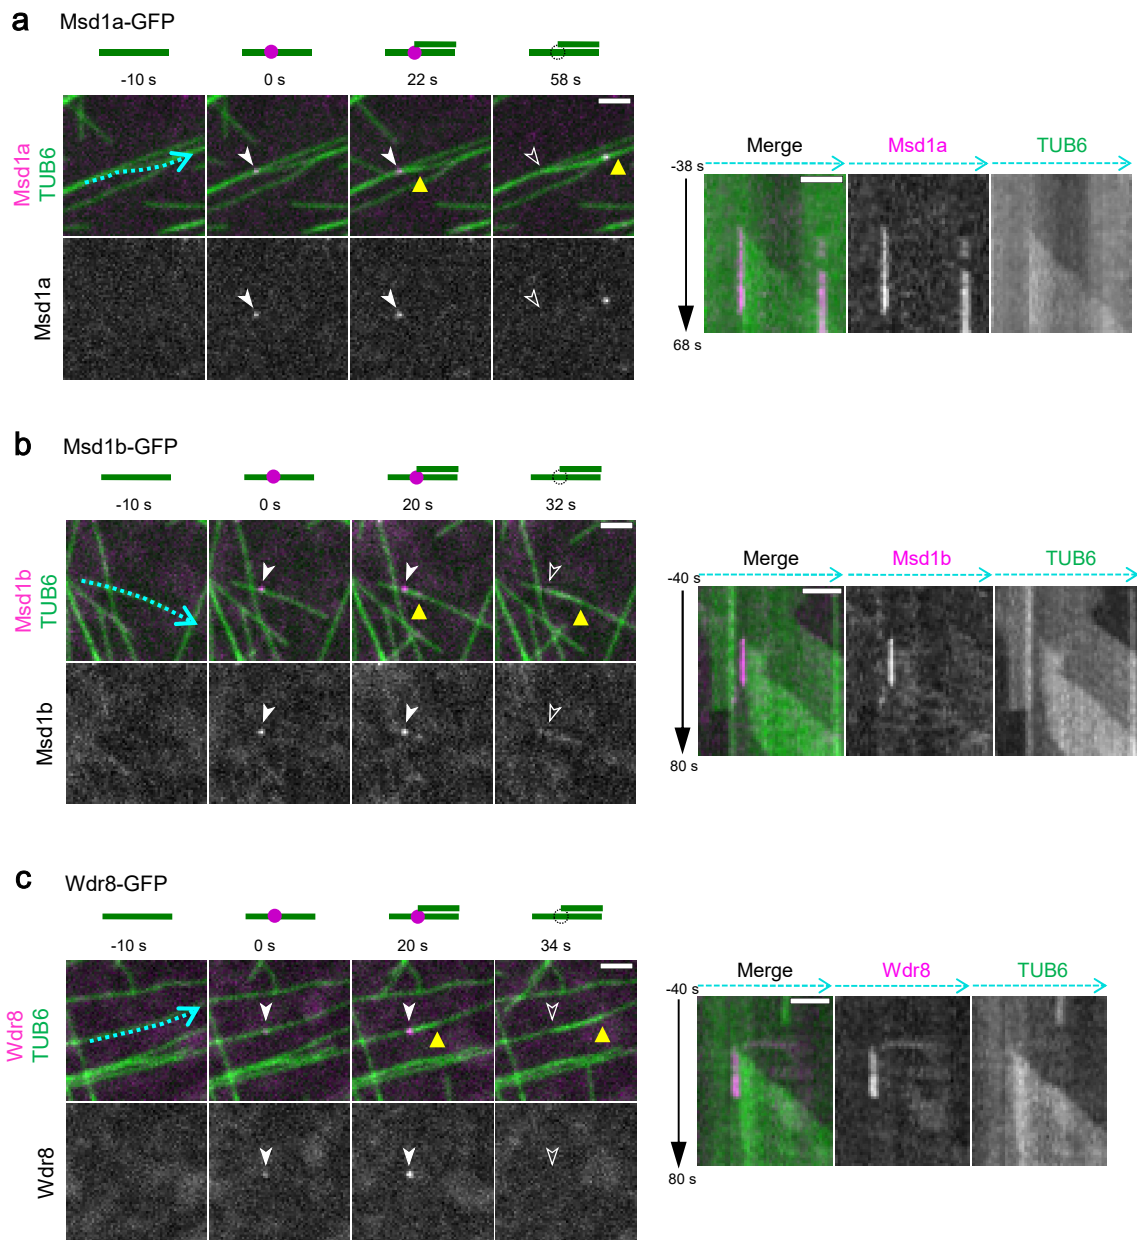 a Msd1a-GFP
-10 s 0 s 22 s 58 s
Msd1a
TUB6
Msd1a
Merge Msd1a TUB6
-38 s
68 s
b Msd1b-GFP
-10 s 0 s 20 s 32 s
Msd1b
TUB6
Msd1b
Merge Msd1b TUB6
-40 s
80 s
c Wdr8-GFP
-10 s 0 s 20 s 34 s
Wdr8
TUB6
Wdr8
Merge Wdr8 TUB6
-40 s
80 s